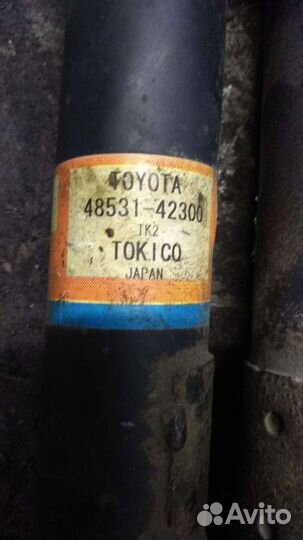 TOYOTA
48531-42300
TK2
TOKICO
JAPAN
Avito